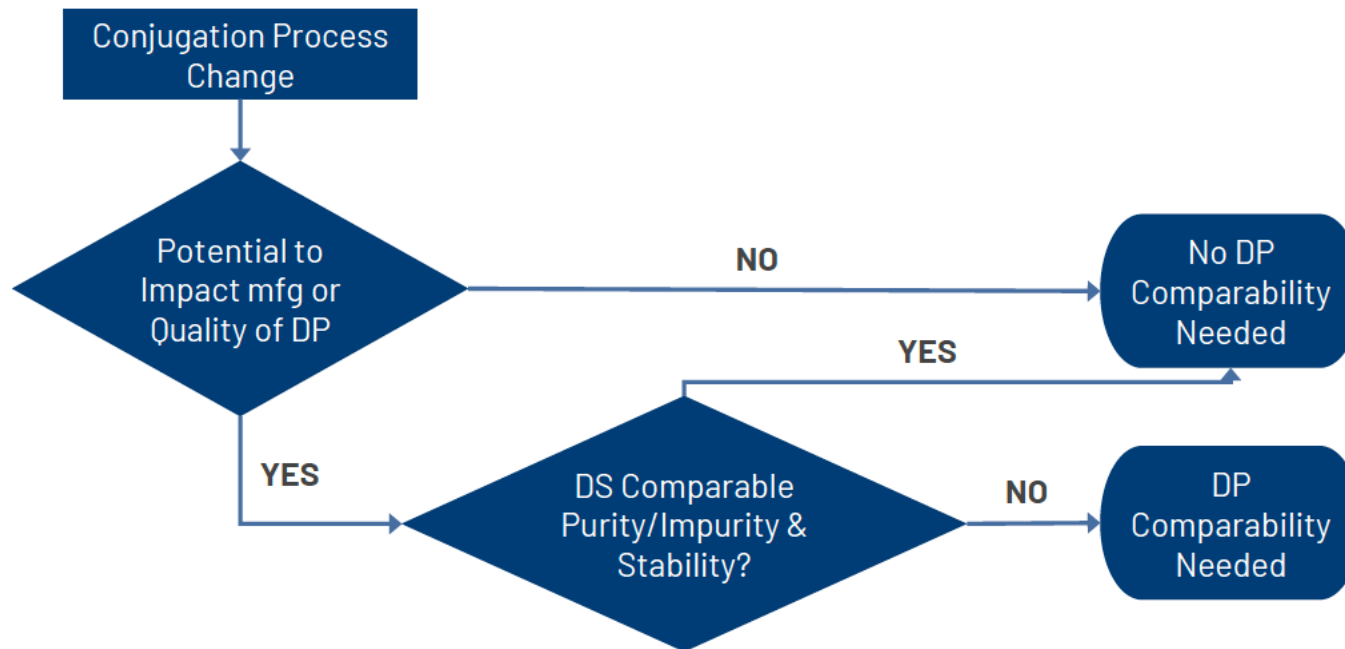 Conjugation Process
Change
Potential to
Impact mfg or
Quality of DP
NO
No DP
Comparability
Needed
YES
YES
DS Comparable
Purity/Impurity &
Stability?
NO
DP
Comparability
Needed